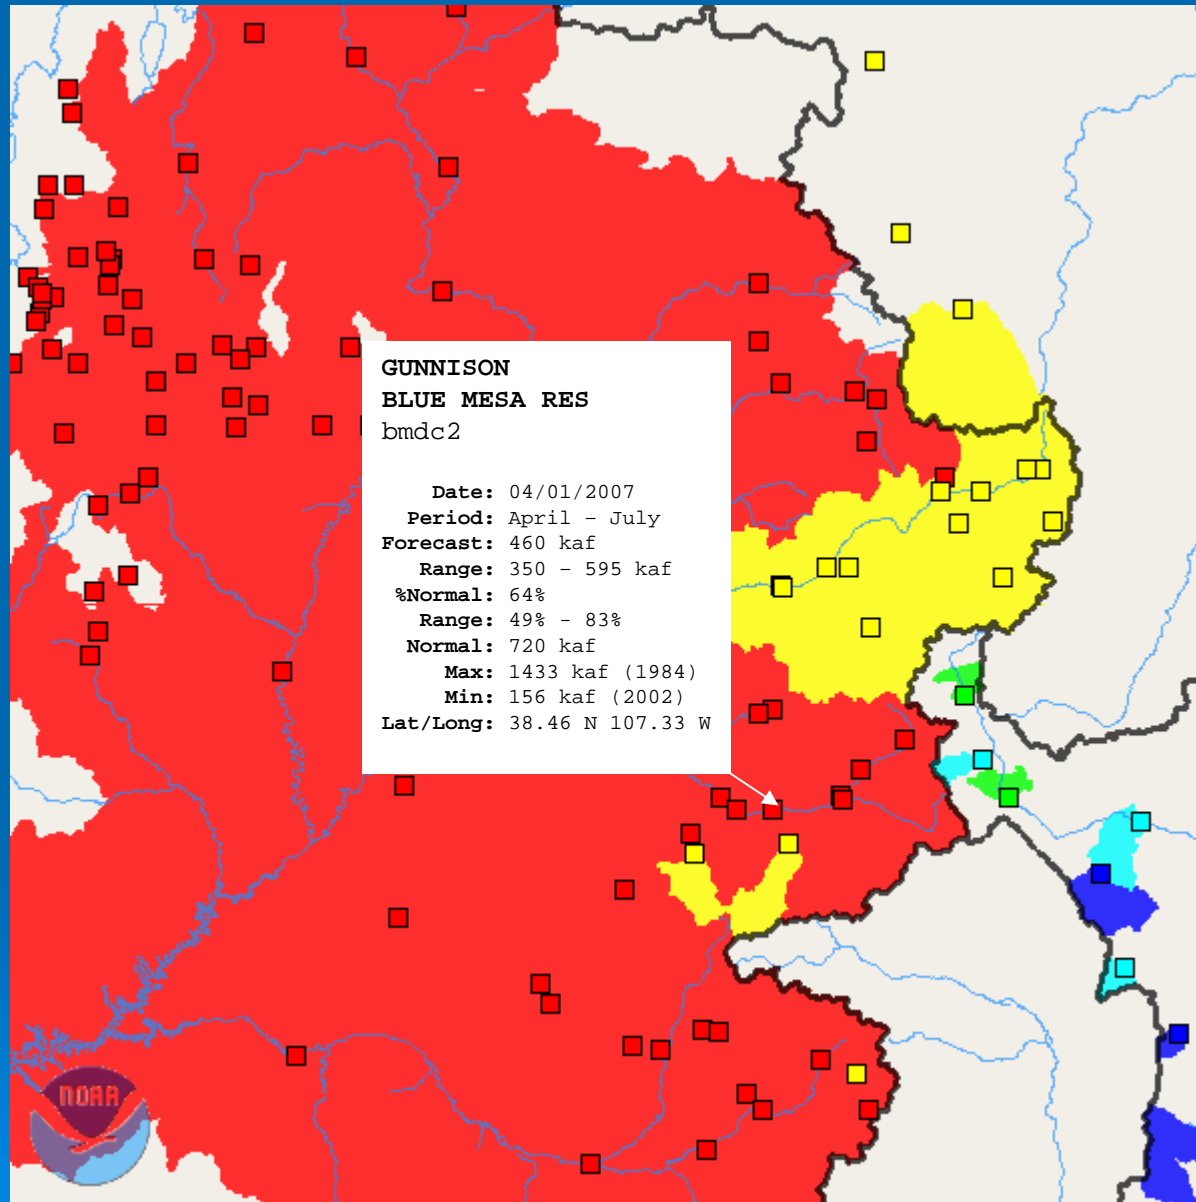 GUNNISON
BLUE MESA RES
bmdc2
Date: 04/01/2007
Period: April - July
Forecast: 460 kaf
Range: 350 - 595 kaf
%Normal: 64%
Range: 49% - 83%
Normal: 720 kaf
Max: 1433 kaf (1984)
Min: 156 kaf (2002)
Lat/Long: 38.46 N 107.33 W
NOAA